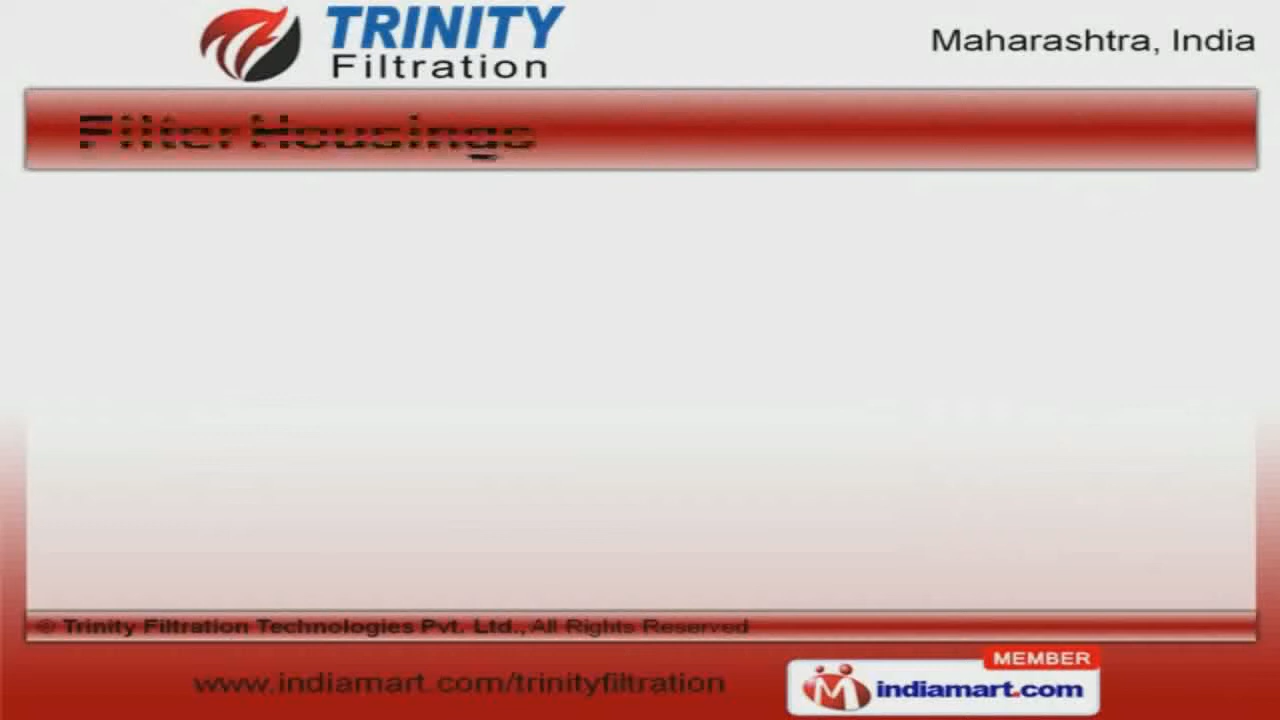 TRINITY
Filtration
Maharashtra, India
Filter Housings
© Trinity Filtration Technologies Pvt. Ltd., All Rights Reserved
www.indiamart.com/trinityfiltration
MEMBER
indiamart.com